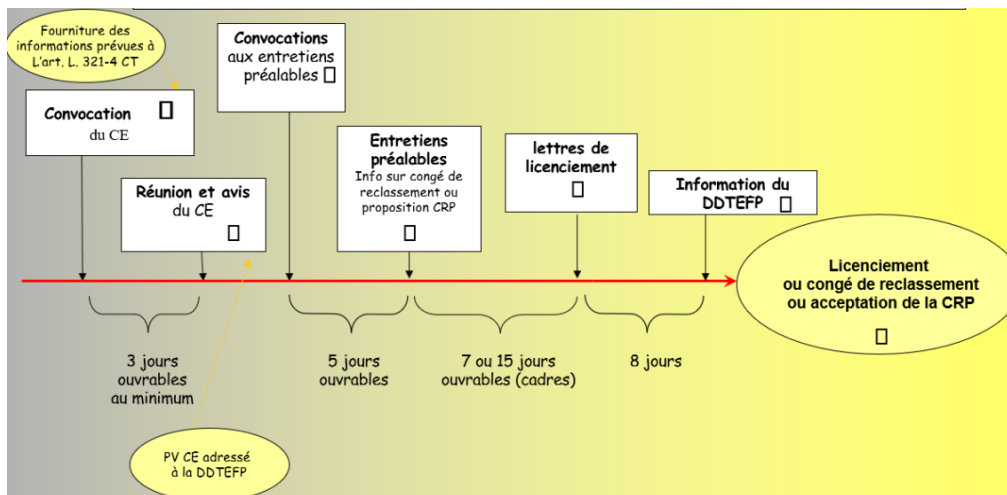 Fourniture des
informations prévues à
L'art. L. 321-4 CT
Convocation
du CE
Convocations
aux entretiens
préalables
Réunion et avis
du CE
Entretiens
préalables
Info sur congé de
reclassement ou
proposition CRP
lettres de
licenciement
Information du
DDTEFP
Licenciement
ou congé de reclassement
ou acceptation de la CRP
3 jours
ouvrables
au minimum
5 jours
ouvrables
7 ou 15 jours
ouvrables (cadres)
8 jours
PV CE adressé
à la DDTEFP